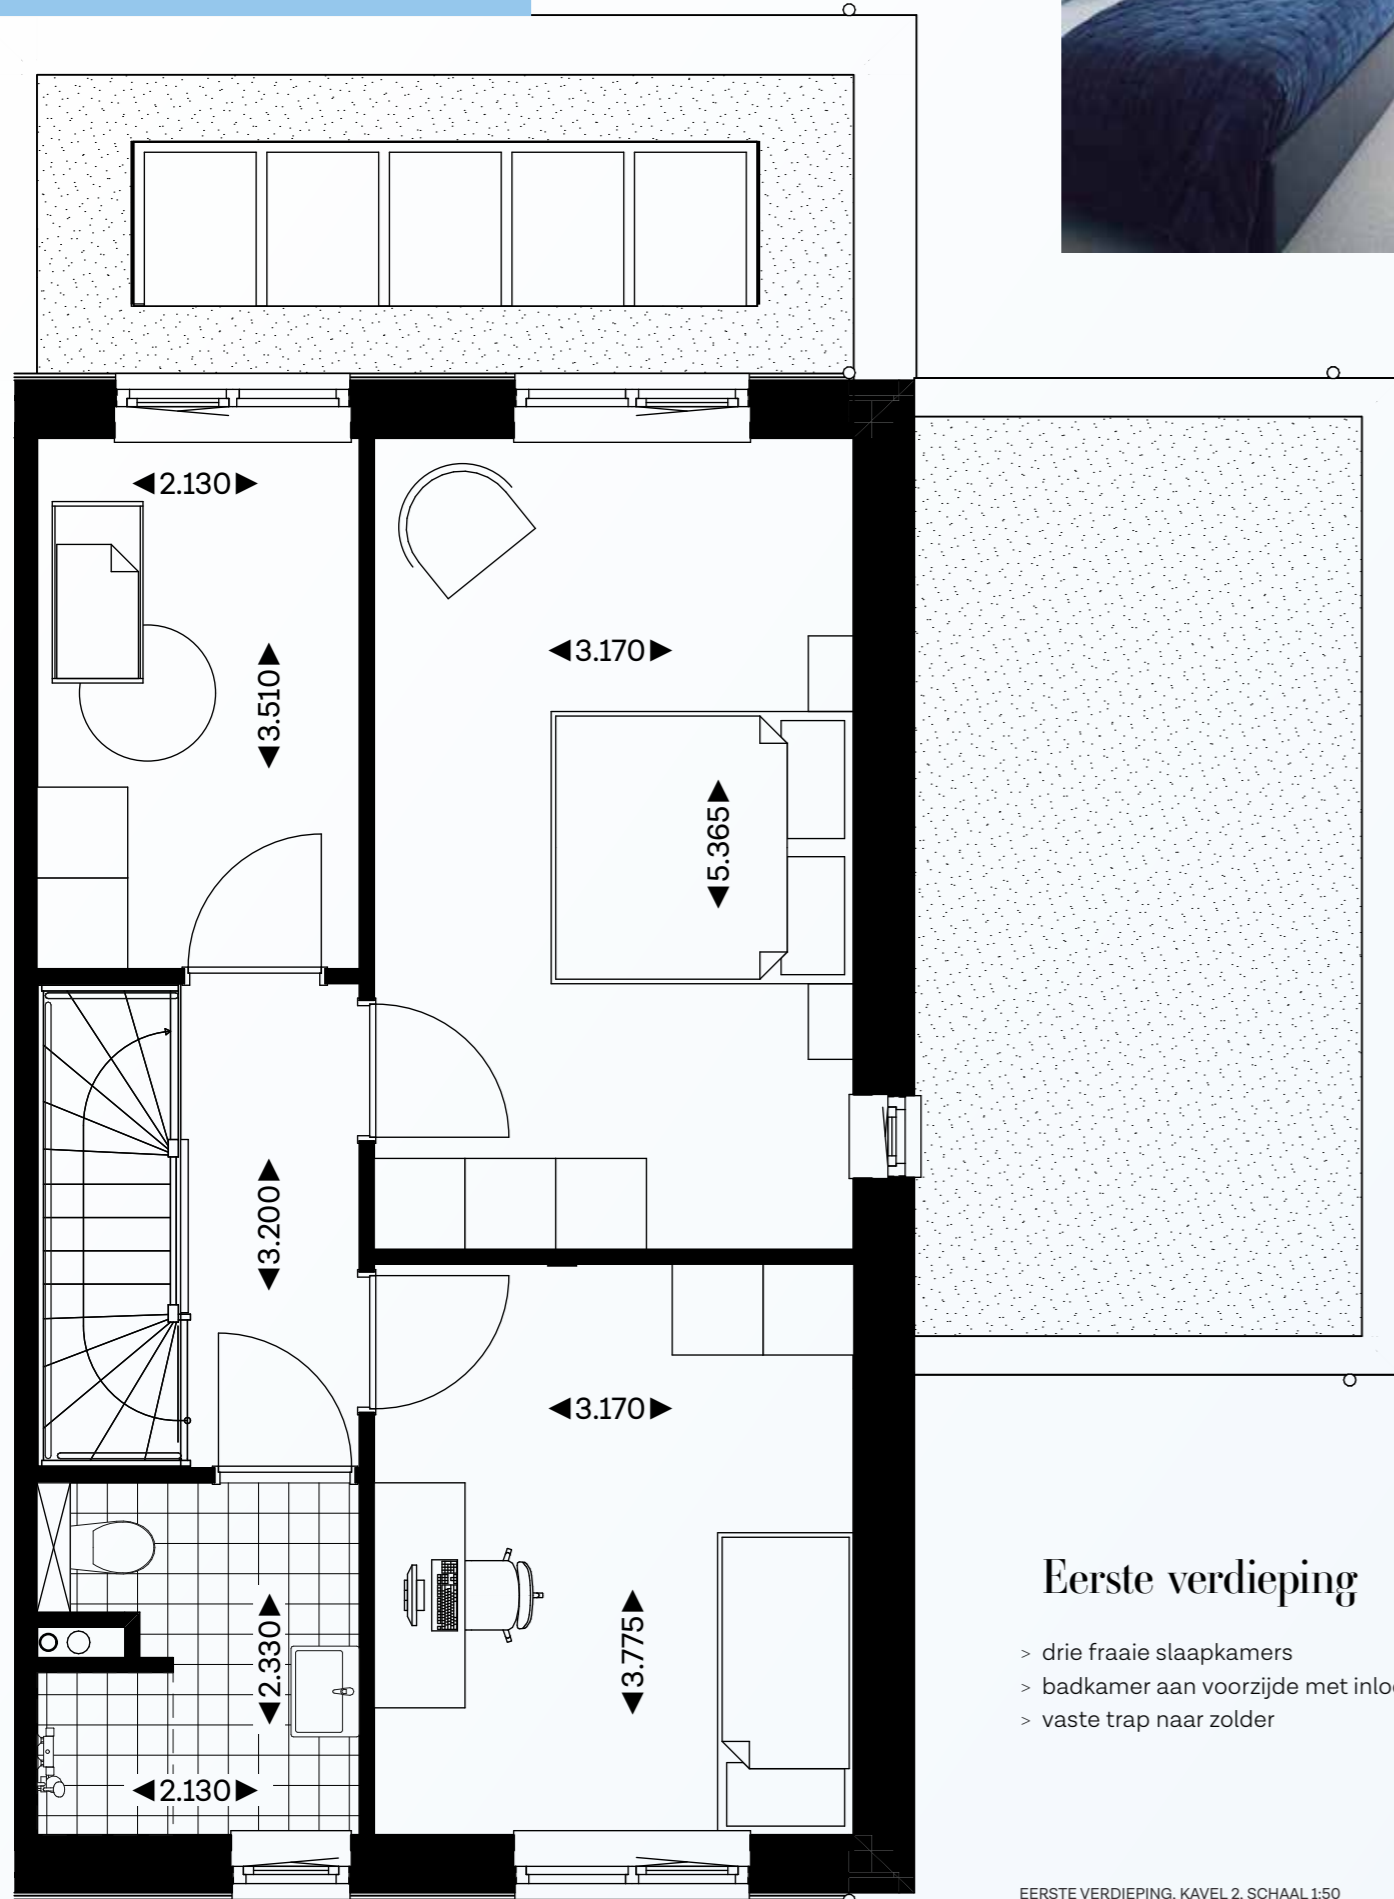 2.130
3.170
3.510
5.365
3.200
3.170
2.330
3.775
2.130
Eerste verdieping
> drie fraaie slaapkamers
> badkamer aan voorzijde met
> vaste trap naar zolder
EERSTE VERDIEPING, KAVEL 2, SCHAAL 1:50